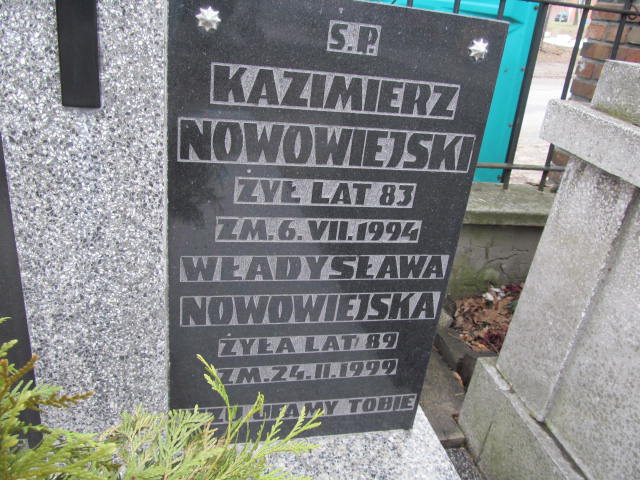 Ś.P.
KAZIMIERZ
NOWOWIEJSKI
ŻYŁ LAT 83
ZM. 6. VII. 1994
WŁADYSŁAWA
NOWOWIEJSKA
ŻYŁA LAT 89
ZM. 24. II. 1999
TOBIE